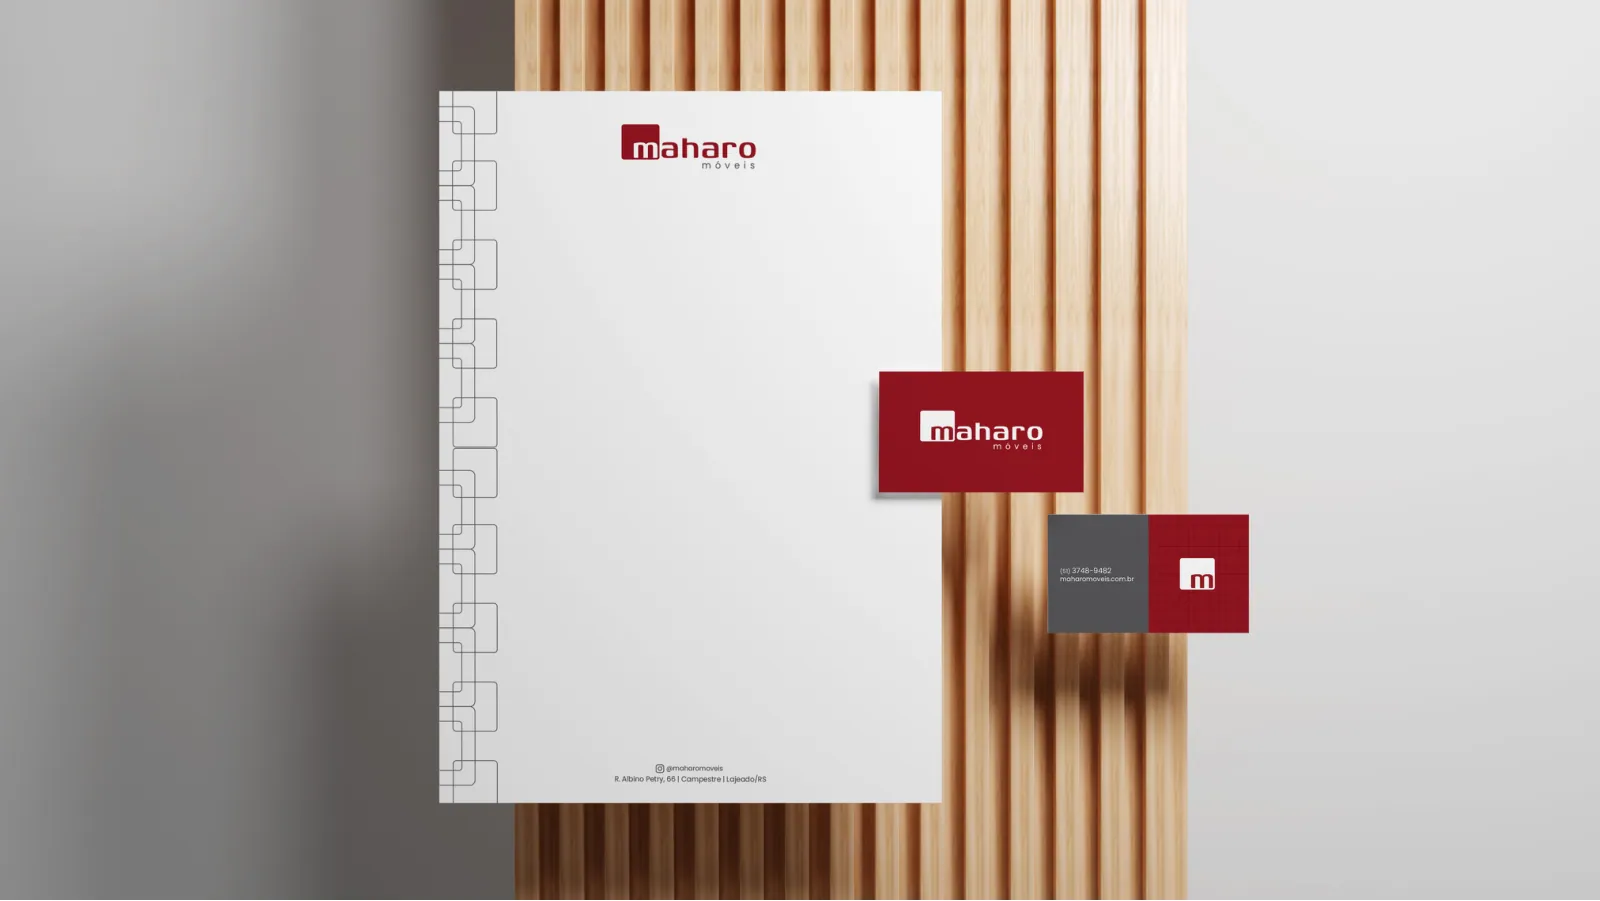 maharo
móveis
maharo
móveis
(51) 3748-9482
maharomoveis.com.br
m
@maharomoveis
R. Albino Petry, 66 | Campestre | Lajeado/RS